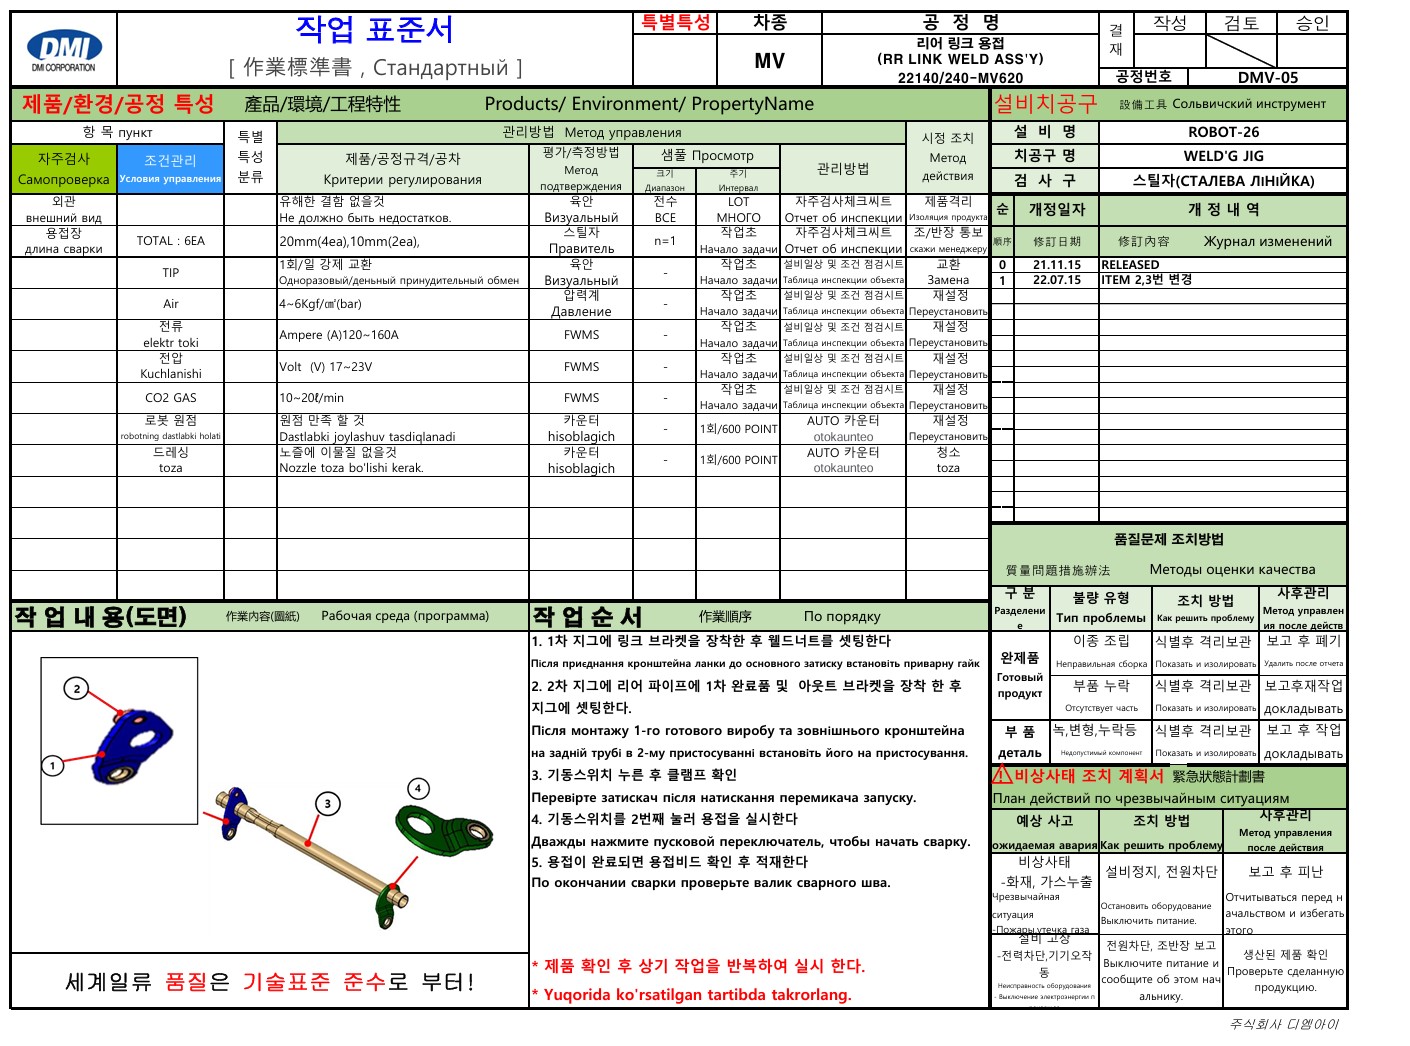 DMI
DMI CORPORATION
작업 표준서
[ 作業標準書 , Стандартный ]
특별특성
차종
MV
공 정 명
리어 링크 용접
(RR LINK WELD ASS'Y)
22140/240-MV620
결재
작성
검토
승인
공정번호
DMV-05
제품/환경/공정 특성 產品/環境/工程特性 Products/ Environment/ PropertyName
항 목 пункт
특별
특성
분류
관리방법 Метод управления
시정 조치
Метод
действия
자주검사
Самопроверка
조건관리
Условия управления
제품/공정규격/공차
Критерии регулирования
평가/측정방법
Метод
подтверждения
샘풀 Просмотр
크기
Диапазон
주기
Интервал
관리방법
외관
внешний вид
유해한 결함 없을것
Не должно быть недостатков.
육안
Визуальный
전수
ВСЕ
LOT
МНОГО
자주검사체크씨트
Отчет об инспекции
제품격리
Изоляция продукта
용접장
длина сварки
TOTAL : 6EA
20mm(4ea),10mm(2ea),
스틸자
Правитель
n=1
작업초
Начало задачи
자주검사체크씨트
Отчет об инспекции
조/반장 통보
скажи менеджеру
TIP
1회/일 강제 교환
Одноразовый/деньный принудительный обмен
육안
Визуальный
-
작업초
Начало задачи
설비일상 및 조건 점검시트
Таблица инспекции объекта
교환
Замена
Air
4~6Kgf/㎠(bar)
압력계
Давление
-
작업초
Начало задачи
설비일상 및 조건 점검시트
Таблица инспекции объекта
재설정
Переустановить
전류
elektr toki
Ampere (A)120~160A
FWMS
-
작업초
Начало задачи
설비일상 및 조건 점검시트
Таблица инспекции объекта
재설정
Переустановить
전압
Kuchlanishi
Volt (V) 17~23V
FWMS
-
작업초
Начало задачи
설비일상 및 조건 점검시트
Таблица инспекции объекта
재설정
Переустановить
CO2 GAS
10~20ℓ/min
FWMS
-
작업초
Начало задачи
설비일상 및 조건 점검시트
Таблица инспекции объекта
재설정
Переустановить
로봇 원점
robotning dastlabki holati
원점 만족 할 것
Dastlabki joylashuv tasdiqlanadi
카운터
hisoblagich
-
1회/600 POINT
AUTO 카운터
otokaunteo
재설정
Переустановить
드레싱
toza
노즐에 이물질 없을것
Nozzle toza bo'lishi kerak.
카운터
hisoblagich
-
1회/600 POINT
AUTO 카운터
otokaunteo
청소
toza
설비치공구 設備工具 Сольвичский инструмент
설 비 명
ROBOT-26
치공구 명
WELD'G JIG
검 사 구
스틸자(СТАЛЕВА ЛІНІЙКА)
순
개정일자
개 정 내 역
順序
修訂日期
修訂內容 Журнал изменений
0 21.11.15 RELEASED
1 22.07.15 ITEM 2,3번 변경
품질문제 조치방법
質量問題措施辦法 Методы оценки качества
구 분
Разделени
е
불량 유형
Тип проблемы
조치 방법
Как решить проблему
사후관리
Метод управлен
ия после действ
완제품
Готовый
продукт
이종 조립
Неправильная сборка
식별후 격리보관
Показать и изолировать
보고 후 폐기
Удалить после отчета
부품 누락
Отсутствует часть
식별후 격리보관
Показать и изолировать
보고후재작업
докладывать
부 품
деталь
녹,변형,누락등
Недопустимый компонент
식별후 격리보관
Показать и изолировать
보고 후 작업
докладывать
비상사태 조치 계획서 緊急狀態計劃書
План действий по чрезвычайным ситуациям
예상 사고
ожидаемая авария
조치 방법
Как решить проблему
사후관리
Метод управления
после действия
비상사태
-화재, 가스누출
Чрезвычайная
ситуация
-Пожары,утечка газа
설비정지, 전원차단
Остановить оборудование
Выключить питание.
보고 후 피난
Отчитываться перед н
ачальством и избегать
этого
설비 고장
-전력차단,기기오작
동
Неисправность оборудования
- Выключение электроэнергии п
전원차단, 조반장 보고
Выключите питание и
сообщите об этом нач
альнику.
생산된 제품 확인
Проверьте сделанную
продукцию.
작 업 내 용(도면) 作業内容(圖紙) Рабочая среда (программа)
2
1
3
4
세계일류 품질은 기술표준 준수로 부터!
작 업 순 서 作業順序 По порядку
1. 1차 지그에 링크 브라켓을 장착한 후 웰드너트를 셋팅한다
Після приєднання кронштейна ланки до основного затиску встановіть приварну гайк
2. 2차 지그에 리어 파이프에 1차 완료품 및 아웃트 브라켓을 장착 한 후
지그에 셋팅한다.
Після монтажу 1-го готового виробу та зовнішнього кронштейна
на задній трубі в 2-му пристосуванні встановіть його на пристосування.
3. 기동스위치 누른 후 클램프 확인
Перевірте затискач після натискання перемикача запуску.
4. 기동스위치를 2번째 눌러 용접을 실시한다
Дважды нажмите пусковой переключатель, чтобы начать сварку.
5. 용접이 완료되면 용접비드 확인 후 적재한다
По окончании сварки проверьте валик сварного шва.
* 제품 확인 후 상기 작업을 반복하여 실시 한다.
* Yuqorida ko'rsatilgan tartibda takrorlang.
주식회사 디엠아이